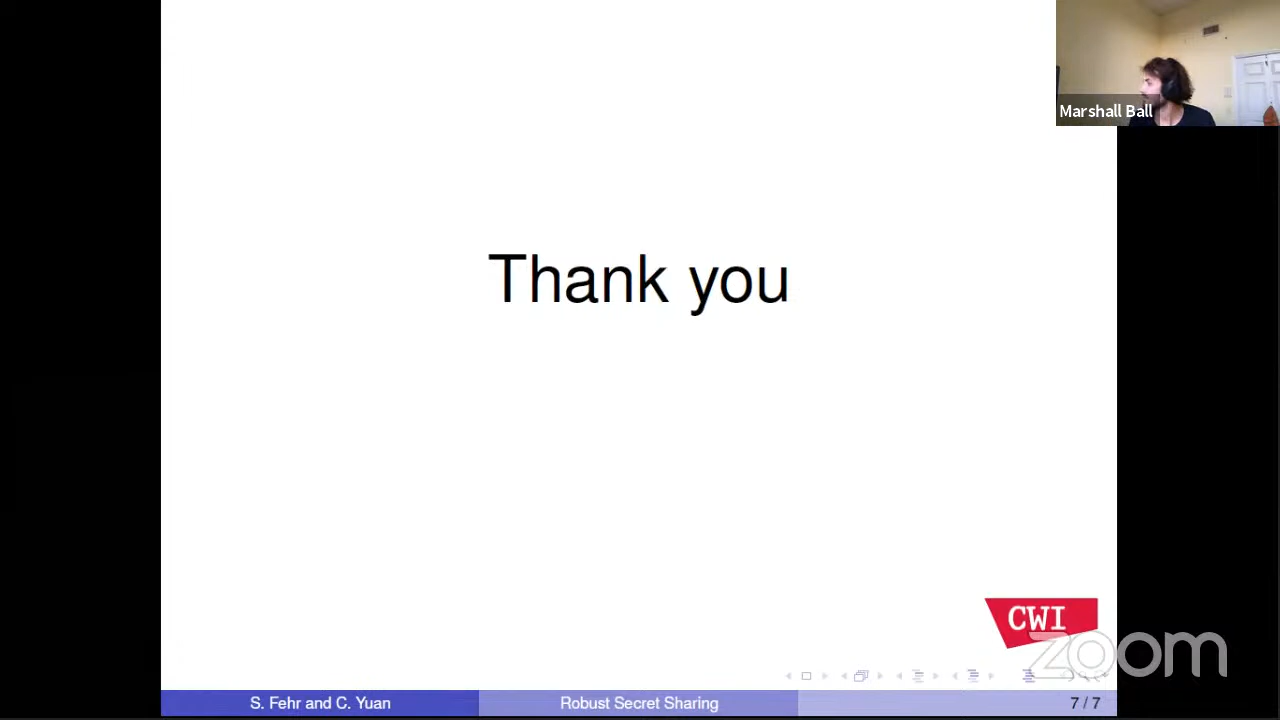 Marshall Ball
Thank you
CWI
zoom
S. Fehr and C. Yuan
Robust Secret Sharing
7 / 7